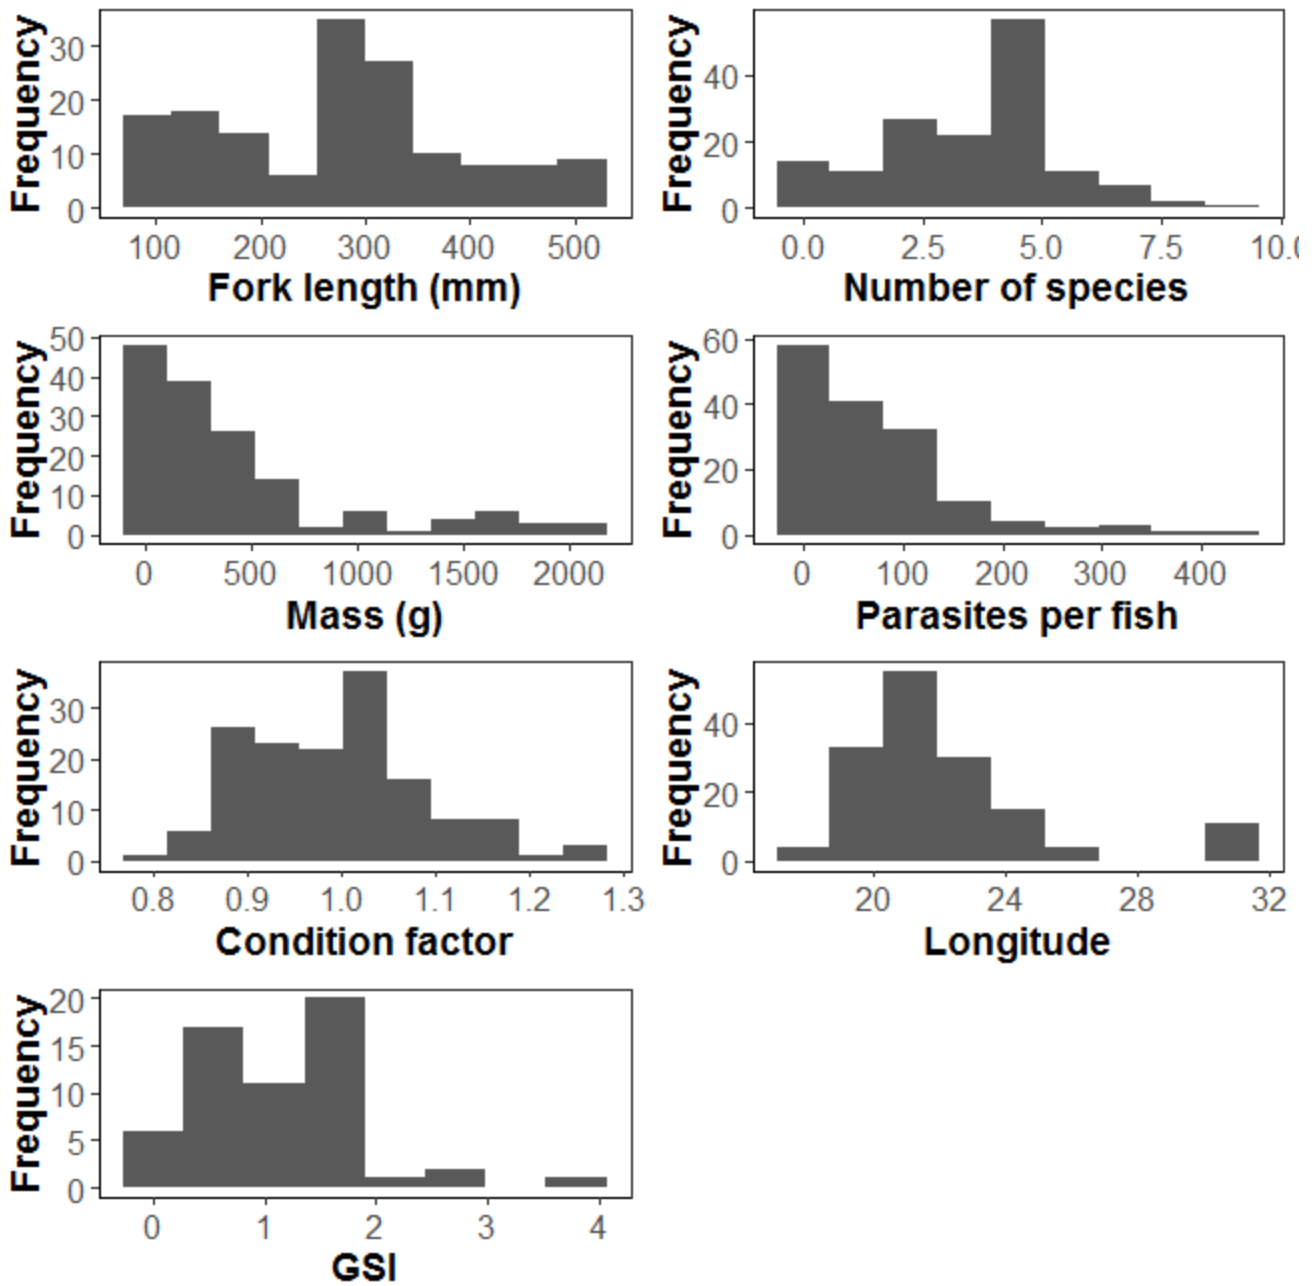 Frequency
30
20
10
0
100 200 300 400 500
Fork length (mm)
Frequency
40
20
0
0.0 2.5 5.0 7.5 10.0
Number of species
Frequency
50
40
30
20
10
0
0 500 1000 1500 2000
Mass (g)
Frequency
60
40
20
0
0 100 200 300 400
Parasites per fish
Frequency
30
20
10
0
0.8 0.9 1.0 1.1 1.2 1.3
Condition factor
Frequency
40
20
0
20 24 28 32
Longitude
Frequency
20
15
10
5
0
0 1 2 3 4
GSI